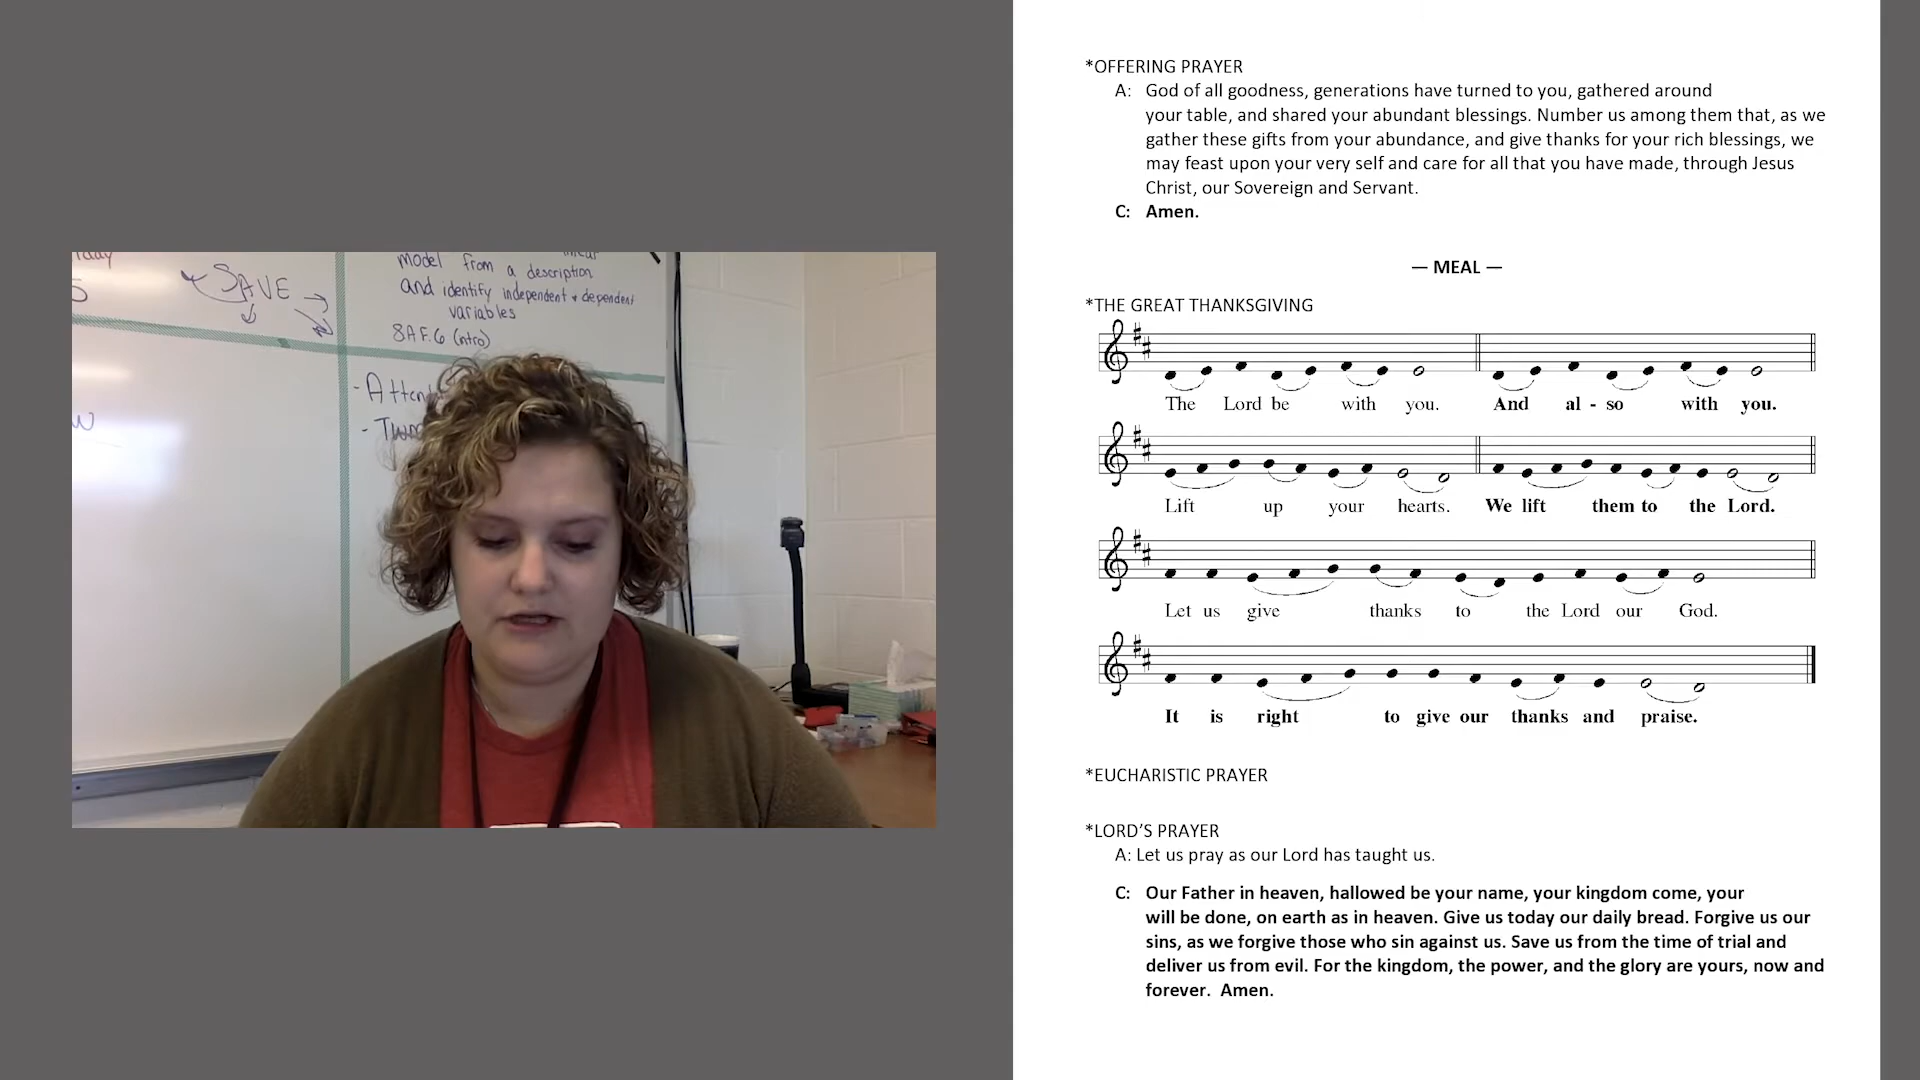 SAVE
model from a description
and identify independent + dependent
variables
8AF.6 (intro)
*OFFERING PRAYER
A: God of all goodness, generations have turned to you, gathered around
your table, and shared your abundant blessings. Number us among them that, as we
gather these gifts from your abundance, and give thanks for your rich blessings, we
may feast upon your very self and care for all that you have made, through Jesus
Christ, our Sovereign and Servant.
C: Amen.
— MEAL —
*THE GREAT THANKSGIVING
The Lord be with you. And al - so with you.
Lift up your hearts. We lift them to the Lord.
Let us give thanks to the Lord our God.
It is right to give our thanks and praise.
*EUCHARISTIC PRAYER
*LORD’S PRAYER
A: Let us pray as our Lord has taught us.
C: Our Father in heaven, hallowed be your name, your kingdom come, your
will be done, on earth as in heaven. Give us today our daily bread. Forgive us our
sins, as we forgive those who sin against us. Save us from the time of trial and
deliver us from evil. For the kingdom, the power, and the glory are yours, now and
forever. Amen.